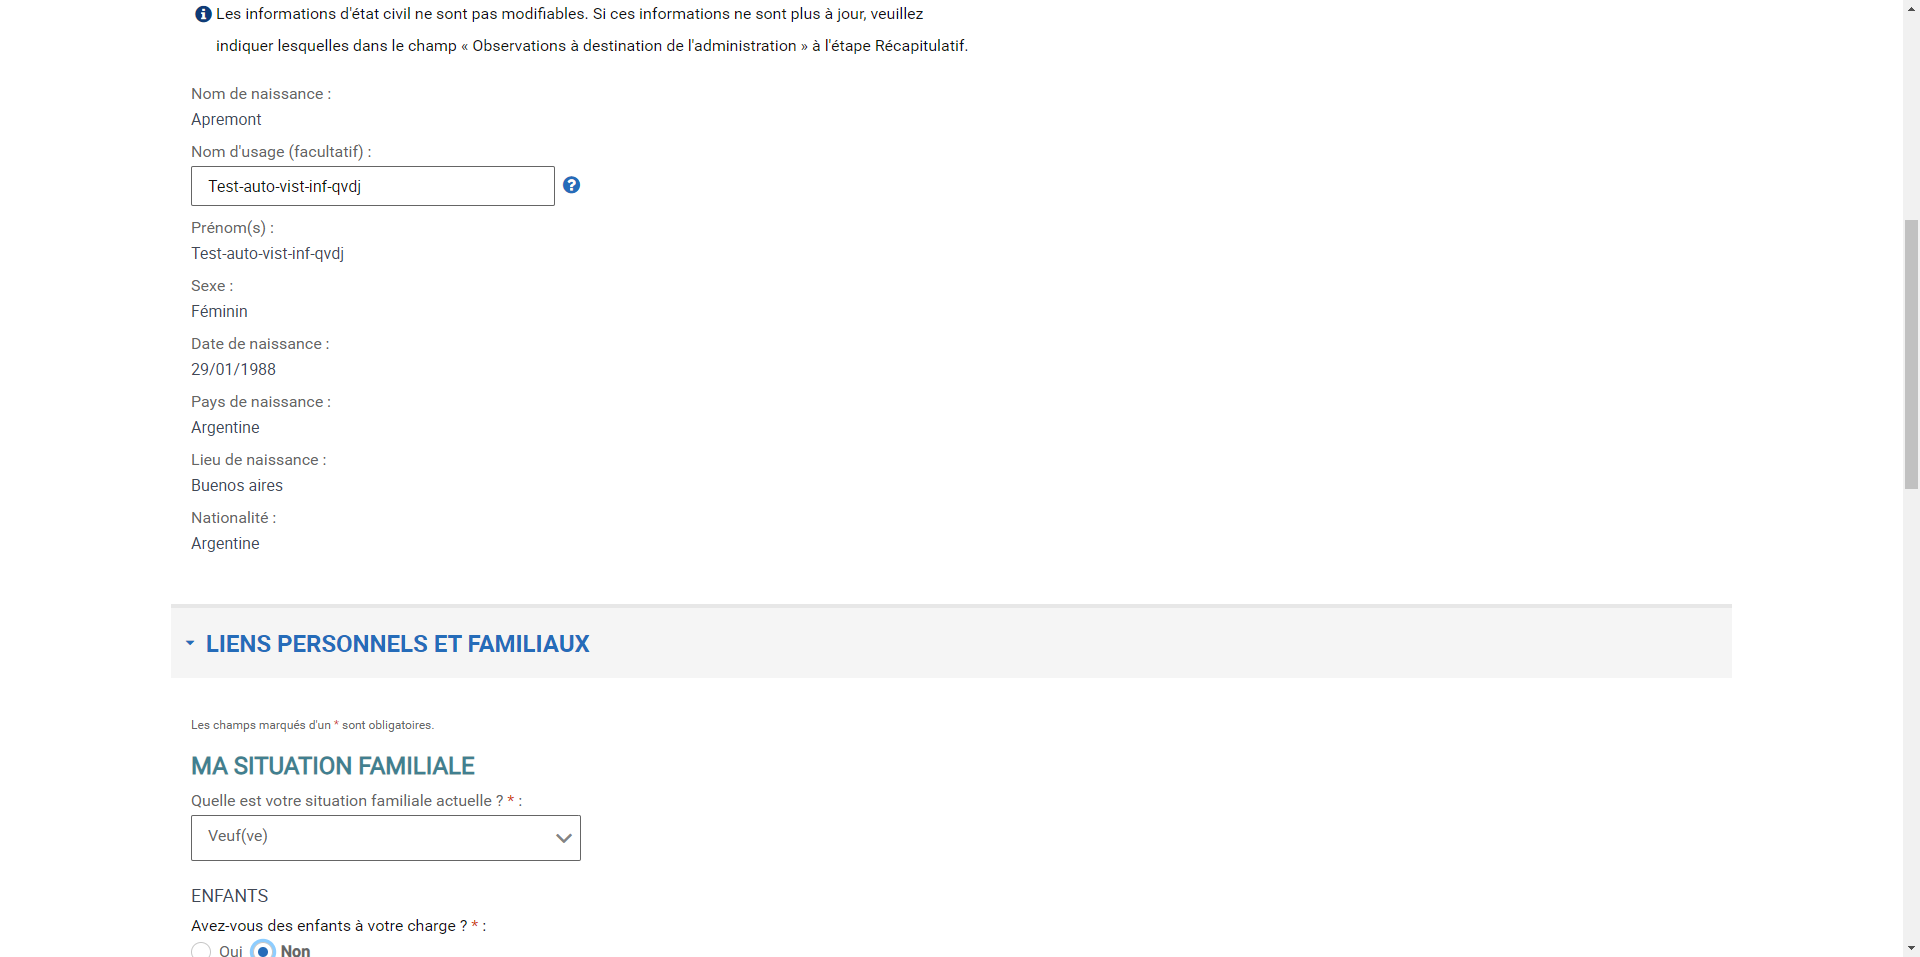 Les informations d'état civil ne sont pas modifiables. Si ces informations ne sont plus à jour, veuillez
indiquer lesquelles dans le champ « Observations à destination de l'administration » à l'étape Récapitulatif.
Nom de naissance :
Apremont
Nom d'usage (facultatif) :
Test-auto-vist-inf-qvdj
Prénom(s) :
Test-auto-vist-inf-qvdj
Sexe :
Féminin
Date de naissance :
29/01/1988
Pays de naissance :
Argentine
Lieu de naissance :
Buenos aires
Nationalité :
Argentine
LIENS PERSONNELS ET FAMILIAUX
Les champs marqués d'un * sont obligatoires.
MA SITUATION FAMILIALE
Quelle est votre situation familiale actuelle ? * :
Veuf(ve)
ENFANTS
Avez-vous des enfants à votre charge ? * :
Oui Non